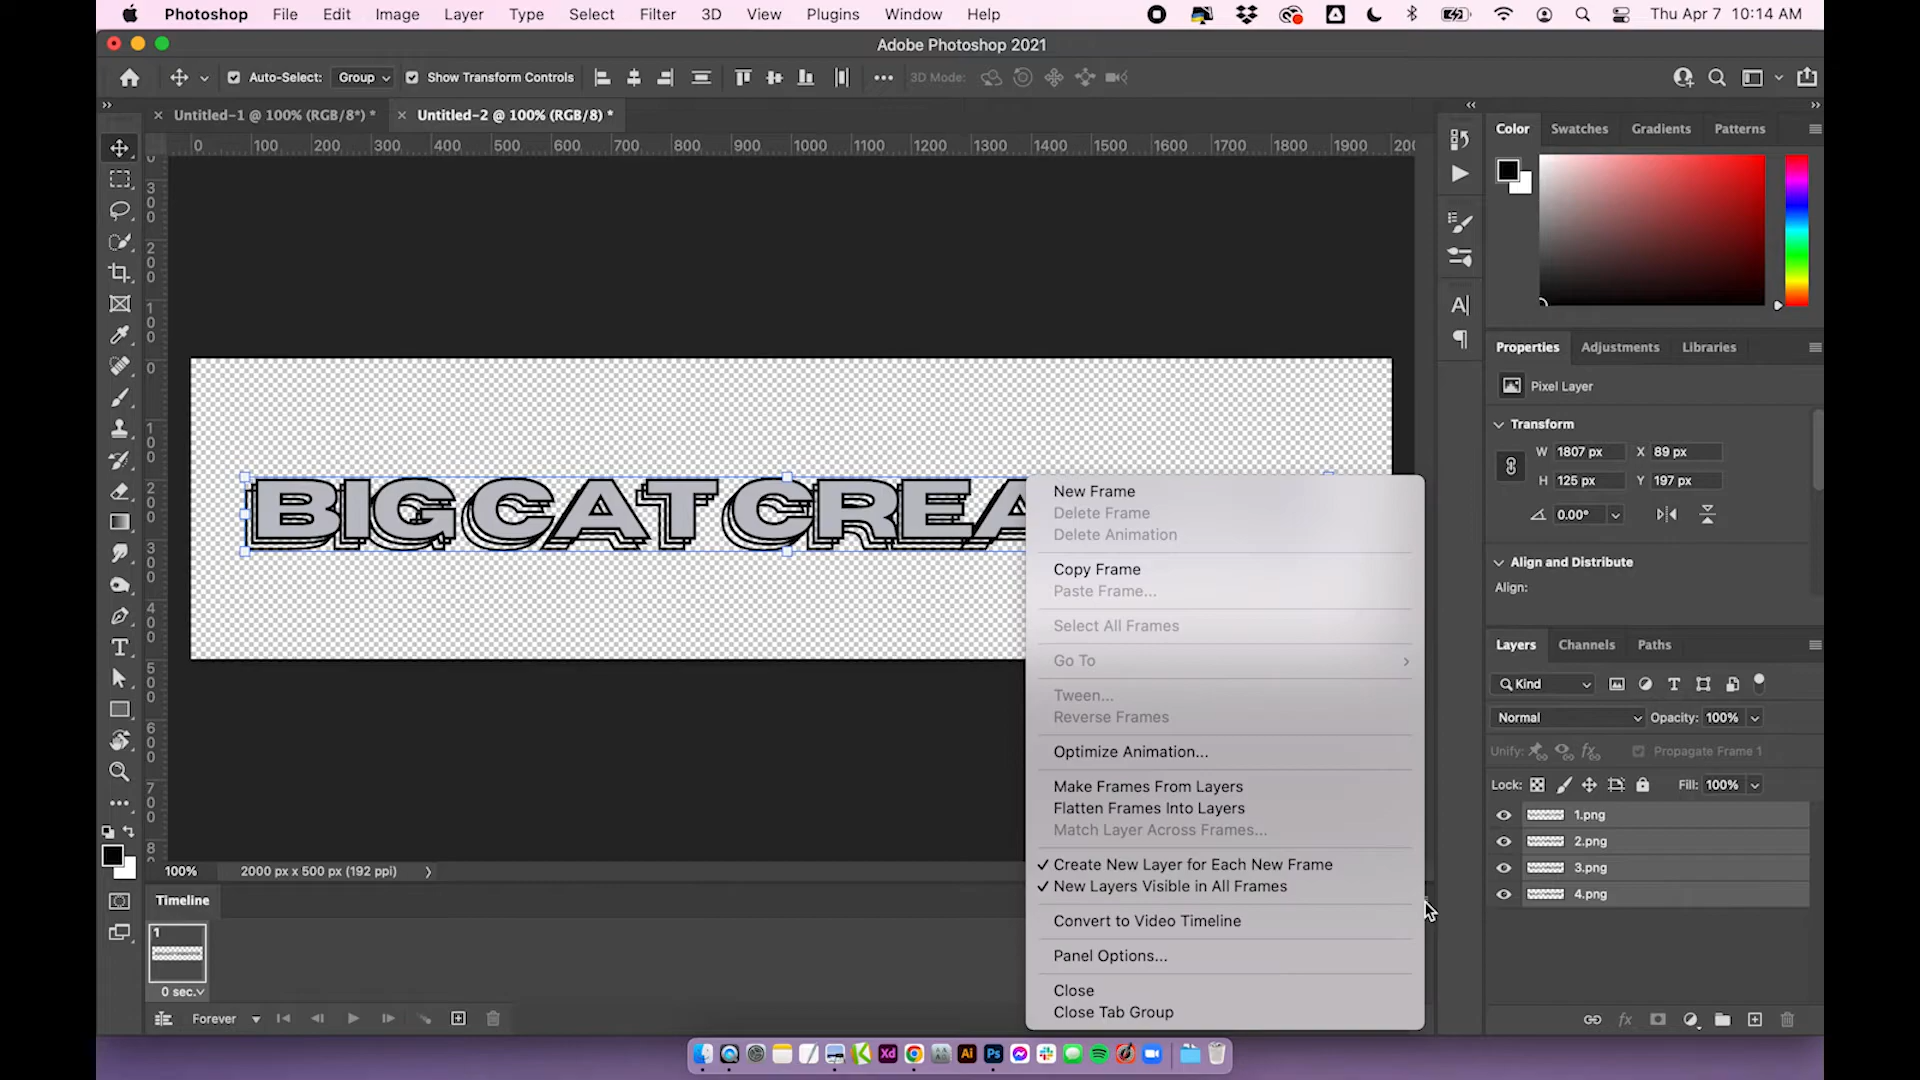 Photoshop File Edit Image Layer Type Select Filter 3D View Plugins Window Help Thu Apr 7 10:14 AM
Adobe Photoshop 2021
Auto-Select: Group Show Transform Controls 3D Mode:
Untitled-1 @ 100% (RGB/8*) * Untitled-2 @ 100% (RGB/8) *
0 100 200 300 400 500 600 700 800 900 1000 1100 1200 1300 1400 1500 1600 1700 1800 1900 200
Color Swatches Gradients Patterns
Properties Adjustments Libraries
Pixel Layer
Transform
W 1807 px X 89 px
H 125 px Y 197 px
0.00°
Align and Distribute
Align:
BIG CAT CREA
New Frame
Delete Frame
Delete Animation
Copy Frame
Paste Frame...
Select All Frames
Go To
Tween...
Reverse Frames
Optimize Animation...
Make Frames From Layers
Flatten Frames Into Layers
Match Layer Across Frames...
✓ Create New Layer for Each New Frame
✓ New Layers Visible in All Frames
Convert to Video Timeline
Panel Options...
Close
Close Tab Group
Layers Channels Paths
Kind
Normal Opacity: 100%
Unify: Propagate Frame 1
Lock: Fill: 100%
1.png
2.png
3.png
4.png
100% 2000 px x 500 px (192 ppi)
Timeline
1
0 sec.
Forever
Xd Ai Ps